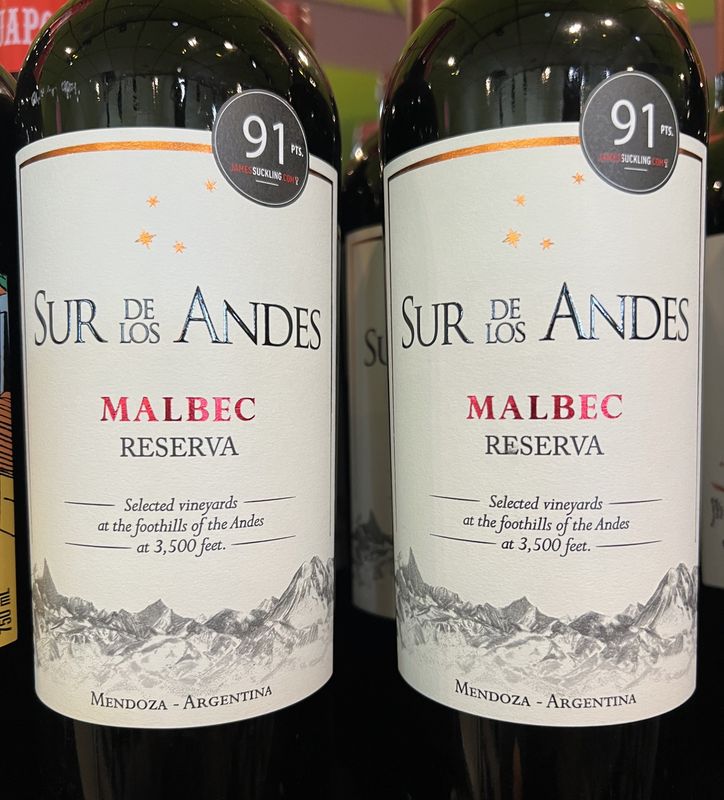 91 PTS.
JAMESSUCKLING.COM
SUR DE LOS ANDES
MALBEC
RESERVA
Selected vineyards
at the foothills of the Andes
at 3,500 feet.
MENDOZA - ARGENTINA
91 PTS.
JAMESSUCKLING.COM
SUR DE LOS ANDES
MALBEC
RESERVA
Selected vineyards
at the foothills of the Andes
at 3,500 feet.
MENDOZA - ARGENTINA
750 ML
SU